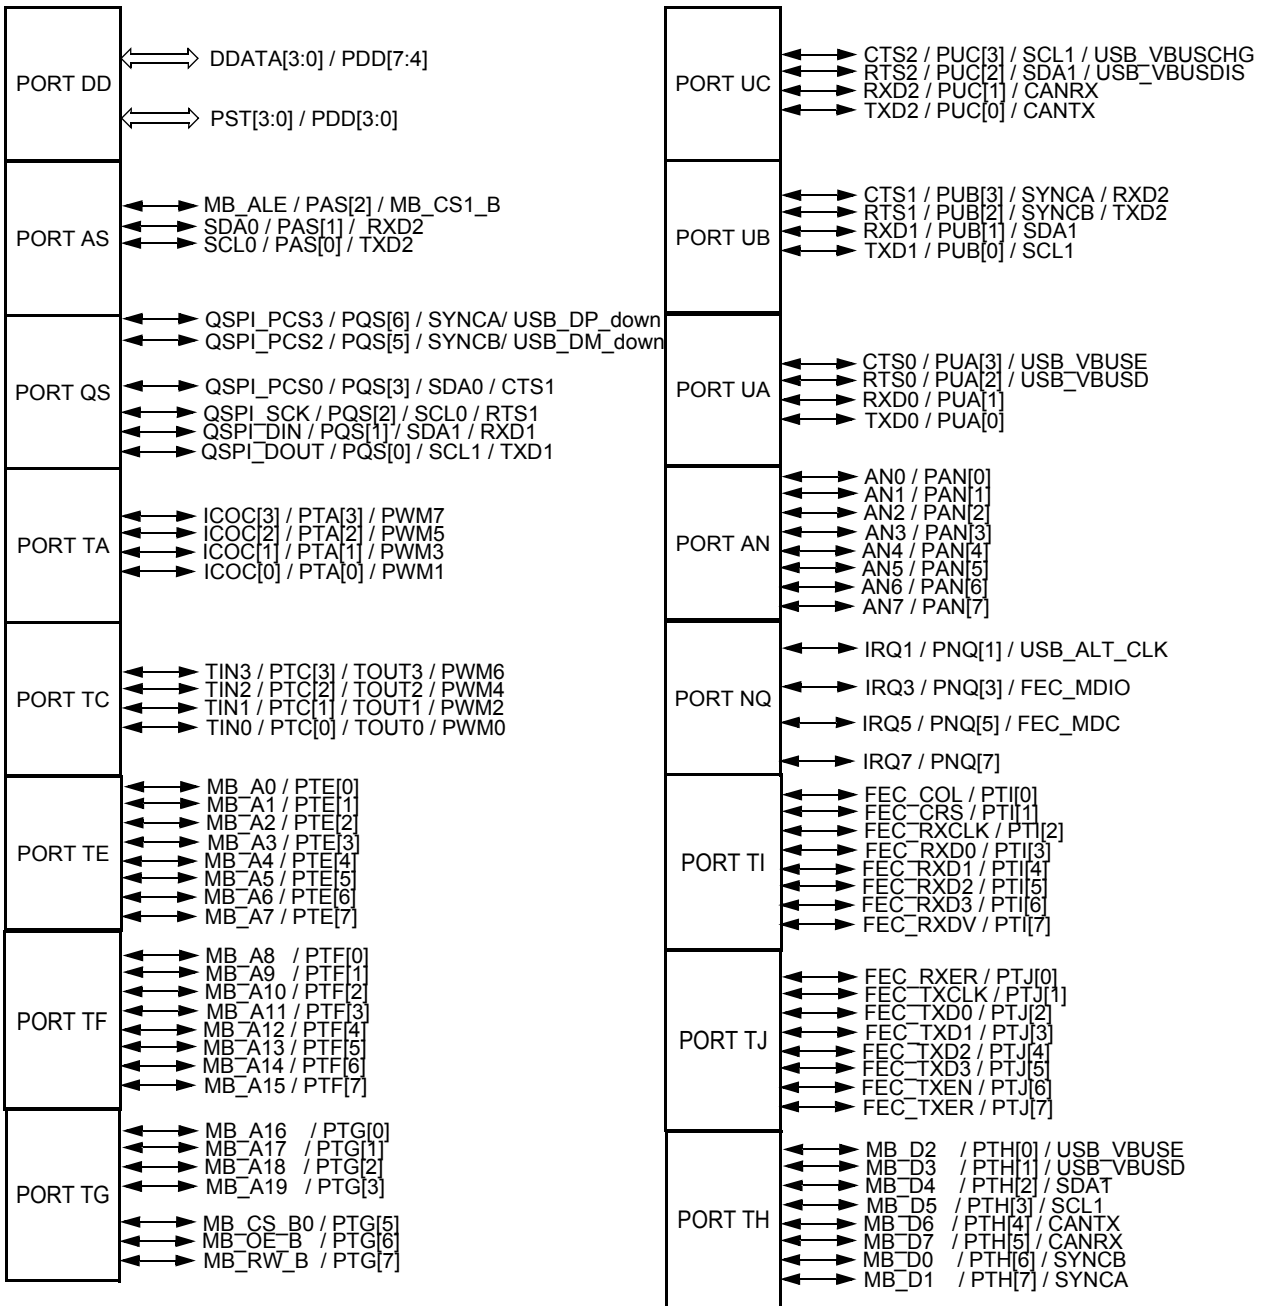 PORT DD
DDATA[3:0] / PDD[7:4]
PST[3:0] / PDD[3:0]
PORT AS
MB_ALE / PAS[2] / MB_CS1_B
SDA0 / PAS[1] / RXD2
SCL0 / PAS[0] / TXD2
PORT QS
QSPI_PCS3 / PQS[6] / SYNCA/ USB_DP_down
QSPI_PCS2 / PQS[5] / SYNCB/ USB_DM_down
QSPI_PCS0 / PQS[3] / SDA0 / CTS1
QSPI_SCK / PQS[2] / SCL0 / RTS1
QSPI_DIN / PQS[1] / SDA1 / RXD1
QSPI_DOUT / PQS[0] / SCL1 / TXD1
PORT TA
ICOC[3] / PTA[3] / PWM7
ICOC[2] / PTA[2] / PWM5
ICOC[1] / PTA[1] / PWM3
ICOC[0] / PTA[0] / PWM1
PORT TC
TIN3 / PTC[3] / TOUT3 / PWM6
TIN2 / PTC[2] / TOUT2 / PWM4
TIN1 / PTC[1] / TOUT1 / PWM2
TIN0 / PTC[0] / TOUT0 / PWM0
PORT TE
MB_A0 / PTE[0]
MB_A1 / PTE[1]
MB_A2 / PTE[2]
MB_A3 / PTE[3]
MB_A4 / PTE[4]
MB_A5 / PTE[5]
MB_A6 / PTE[6]
MB_A7 / PTE[7]
PORT TF
MB_A8 / PTF[0]
MB_A9 / PTF[1]
MB_A10 / PTF[2]
MB_A11 / PTF[3]
MB_A12 / PTF[4]
MB_A13 / PTF[5]
MB_A14 / PTF[6]
MB_A15 / PTF[7]
PORT TG
MB_A16 / PTG[0]
MB_A17 / PTG[1]
MB_A18 / PTG[2]
MB_A19 / PTG[3]
MB_CS_B0 / PTG[5]
MB_OE_B / PTG[6]
MB_RW_B / PTG[7]
PORT UC
CTS2 / PUC[3] / SCL1 / USB_VBUSCHG
RTS2 / PUC[2] / SDA1 / USB_VBUSDIS
RXD2 / PUC[1] / CANRX
TXD2 / PUC[0] / CANTX
PORT UB
CTS1 / PUB[3] / SYNCA / RXD2
RTS1 / PUB[2] / SYNCB / TXD2
RXD1 / PUB[1] / SDA1
TXD1 / PUB[0] / SCL1
PORT UA
CTS0 / PUA[3] / USB_VBUSE
RTS0 / PUA[2] / USB_VBUSD
RXD0 / PUA[1]
TXD0 / PUA[0]
PORT AN
AN0 / PAN[0]
AN1 / PAN[1]
AN2 / PAN[2]
AN3 / PAN[3]
AN4 / PAN[4]
AN5 / PAN[5]
AN6 / PAN[6]
AN7 / PAN[7]
PORT NQ
IRQ1 / PNQ[1] / USB_ALT_CLK
IRQ3 / PNQ[3] / FEC_MDIO
IRQ5 / PNQ[5] / FEC_MDC
IRQ7 / PNQ[7]
PORT TI
FEC_COL / PTI[0]
FEC_CRS / PTI[1]
FEC_RXCLK / PTI[2]
FEC_RXD0 / PTI[3]
FEC_RXD1 / PTI[4]
FEC_RXD2 / PTI[5]
FEC_RXD3 / PTI[6]
FEC_RXDV / PTI[7]
PORT TJ
FEC_RXER / PTJ[0]
FEC_TXCLK / PTJ[1]
FEC_TXD0 / PTJ[2]
FEC_TXD1 / PTJ[3]
FEC_TXD2 / PTJ[4]
FEC_TXD3 / PTJ[5]
FEC_TXEN / PTJ[6]
FEC_TXER / PTJ[7]
PORT TH
MB_D2 / PTH[0] / USB_VBUSE
MB_D3 / PTH[1] / USB_VBUSD
MB_D4 / PTH[2] / SDA1
MB_D5 / PTH[3] / SCL1
MB_D6 / PTH[4] / CANTX
MB_D7 / PTH[5] / CANRX
MB_D0 / PTH[6] / SYNCB
MB_D1 / PTH[7] / SYNCA